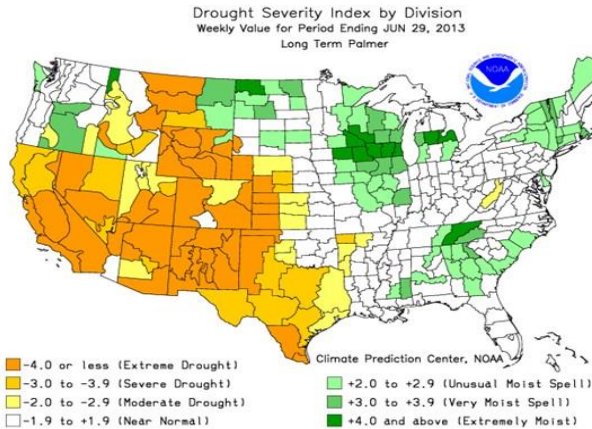 Drought Severity Index by Division
Weekly Value for Period Ending JUN 29, 2013
Long Term Palmer
NOAA
Climate Prediction Center, NOAA
-4.0 or less (Extreme Drought)
-3.0 to -3.9 (Severe Drought)
-2.0 to -2.9 (Moderate Drought)
-1.9 to +1.9 (Near Normal)
+2.0 to +2.9 (Unusual Moist Spell)
+3.0 to +3.9 (Very Moist Spell)
+4.0 and above (Extremely Moist)